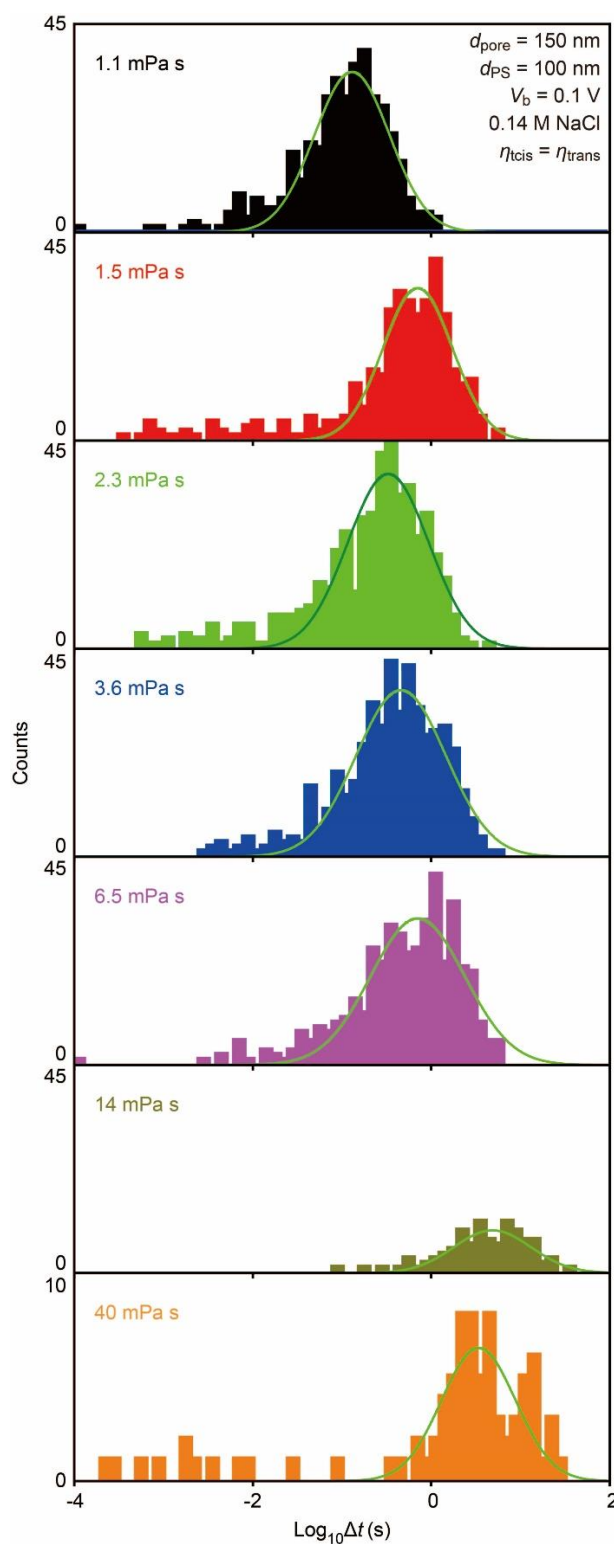 45
1.1 mPa s
d_pore = 150 nm
d_PS = 100 nm
V_b = 0.1 V
0.14 M NaCl
η_tcis = η_trans
0
45
1.5 mPa s
0
45
2.3 mPa s
0
45
3.6 mPa s
Counts
0
45
6.5 mPa s
0
45
14 mPa s
0
10
40 mPa s
0
-4 -2 0 2
Log₁₀Δt (s)